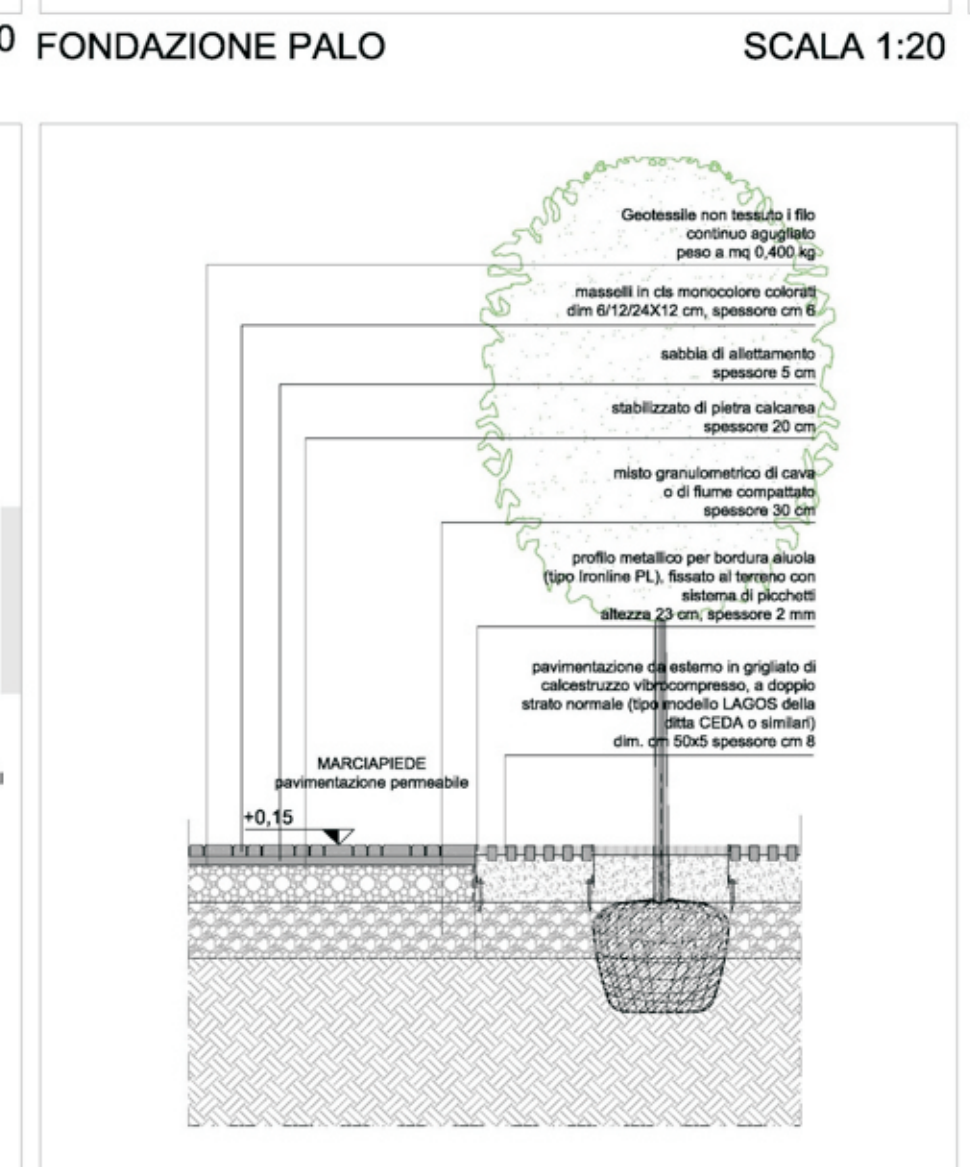 0 FONDAZIONE PALO SCALA 1:20
Geotessile non tessuto i filo
continuo agugliato
peso a mq 0,400 kg
masselli in cls monocolore colorati
dim 6/12/24X12 cm, spessore cm 6
sabbia di allettamento
spessore 5 cm
stabilizzato di pietra calcarea
spessore 20 cm
misto granulometrico di cava
o di fiume compattato
spessore 30 cm
profilo metallico per bordura aiuola
(tipo Ironline PL), fissato al terreno con
sistema di picchetti
altezza 23 cm, spessore 2 mm
pavimentazione da esterno in grigliato di
calcestruzzo vibrocompresso, a doppio
strato normale (tipo modello LAGOS della
ditta CEDA o similari)
dim. cm 50x5 spessore cm 8
MARCIAPIEDE
pavimentazione permeabile
+0,15